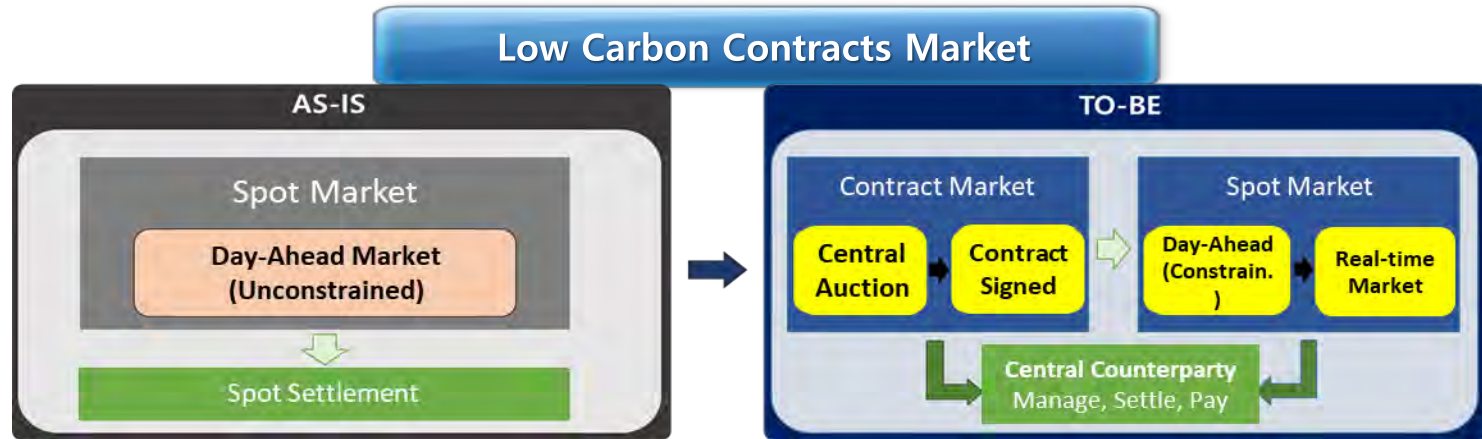 Low Carbon Contracts Market
AS-IS
Spot Market
Day-Ahead Market
(Unconstrained)
Spot Settlement
TO-BE
Contract Market
Central
Auction
Contract
Signed
Spot Market
Day-Ahead
(Constrain.
)
Real-time
Market
Central Counterparty
Manage, Settle, Pay